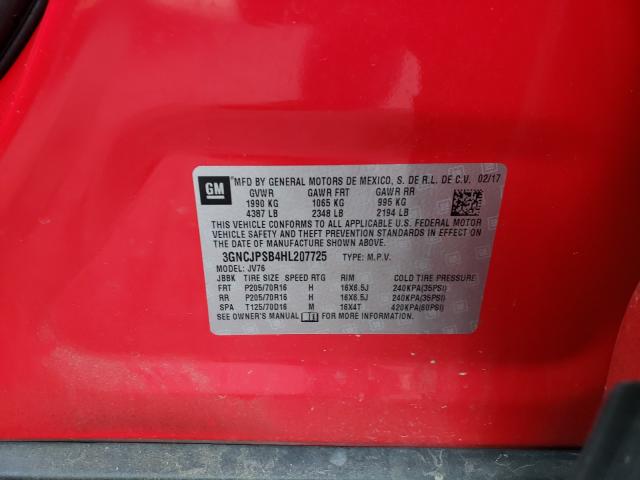 GM
MFD BY GENERAL MOTORS DE MEXICO, S. DE R.L. DE C.V. 02/17
GVWR GAWR FRT GAWR RR
1990 KG 1065 KG 995 KG
4387 LB 2348 LB 2194 LB
THIS VEHICLE CONFORMS TO ALL APPLICABLE U.S. FEDERAL MOTOR
VEHICLE SAFETY AND THEFT PREVENTION STANDARDS IN EFFECT ON THE
DATE OF MANUFACTURE SHOWN ABOVE.
3GNCJPSB4HL207725 TYPE: M.P.V.
MODEL: JV76
JBBK TIRE SIZE SPEED RTG RIM COLD TIRE PRESSURE
FRT P205/70R16 H 16X6.5J 240KPA(35PSI)
RR P205/70R16 H 16X6.5J 240KPA(35PSI)
SPA T125/70D16 M 16X4T 420KPA(60PSI)
SEE OWNER'S MANUAL FOR MORE INFORMATION